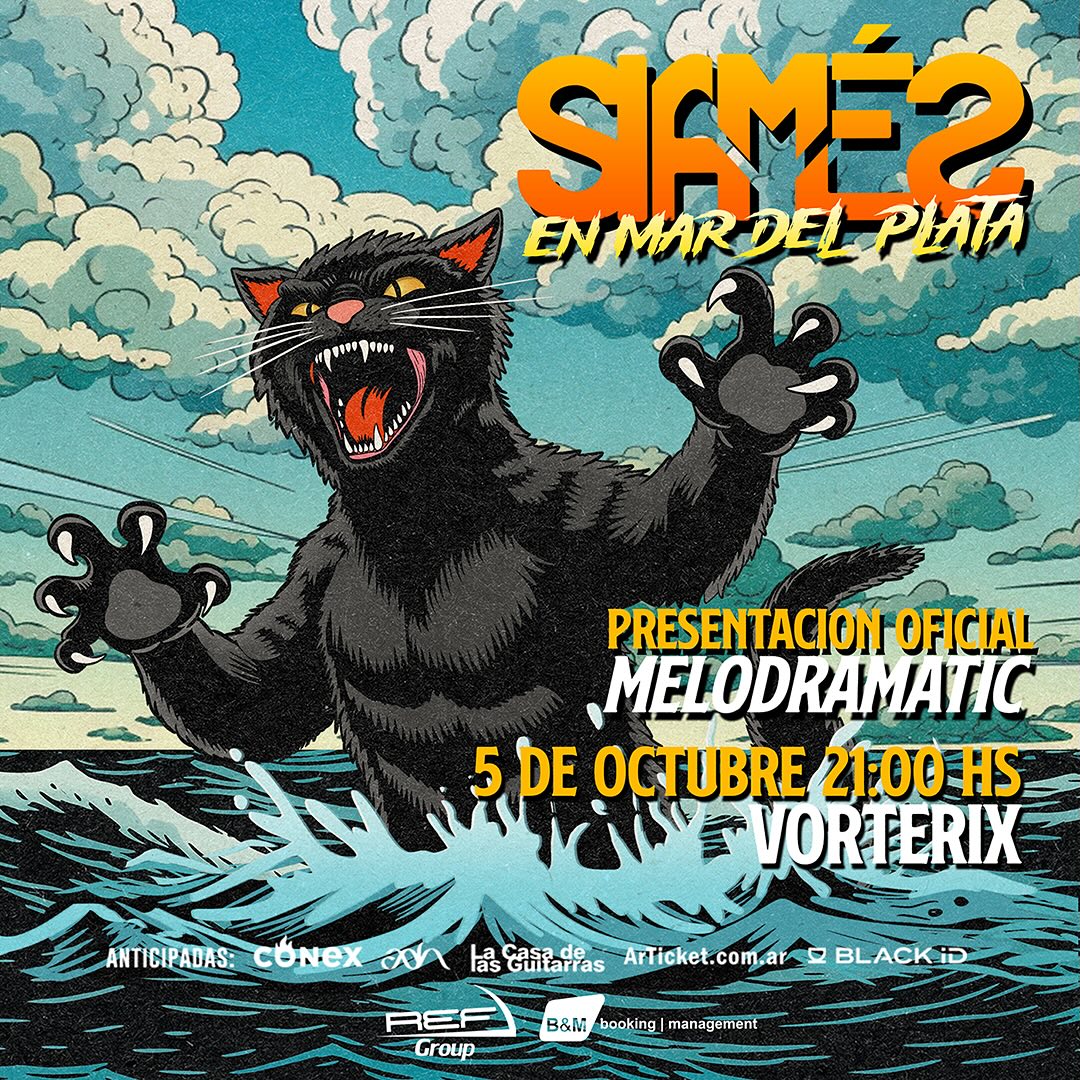 SIAMÉS
EN MAR DEL PLATA
PRESENTACION OFICIAL
MELODRAMATIC
5 DE OCTUBRE 21:00 HS
VORTERIX
ANTICIPADAS: CONEX La Casa de las Guitarras ArTicket.com.ar BLACK iD
REF Group B&M booking | management